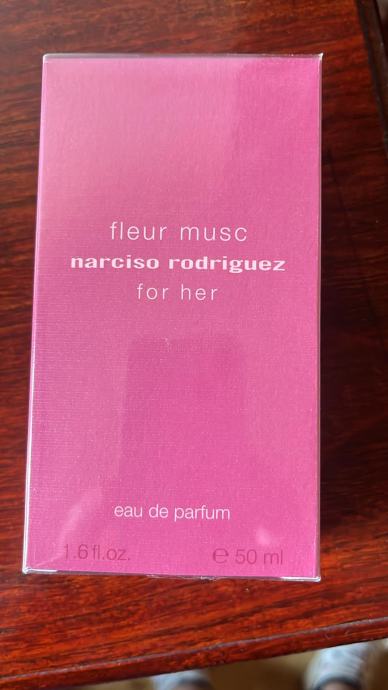 fleur musc
narciso rodriguez
for her
eau de parfum
1.6 fl.oz. ℮ 50 ml